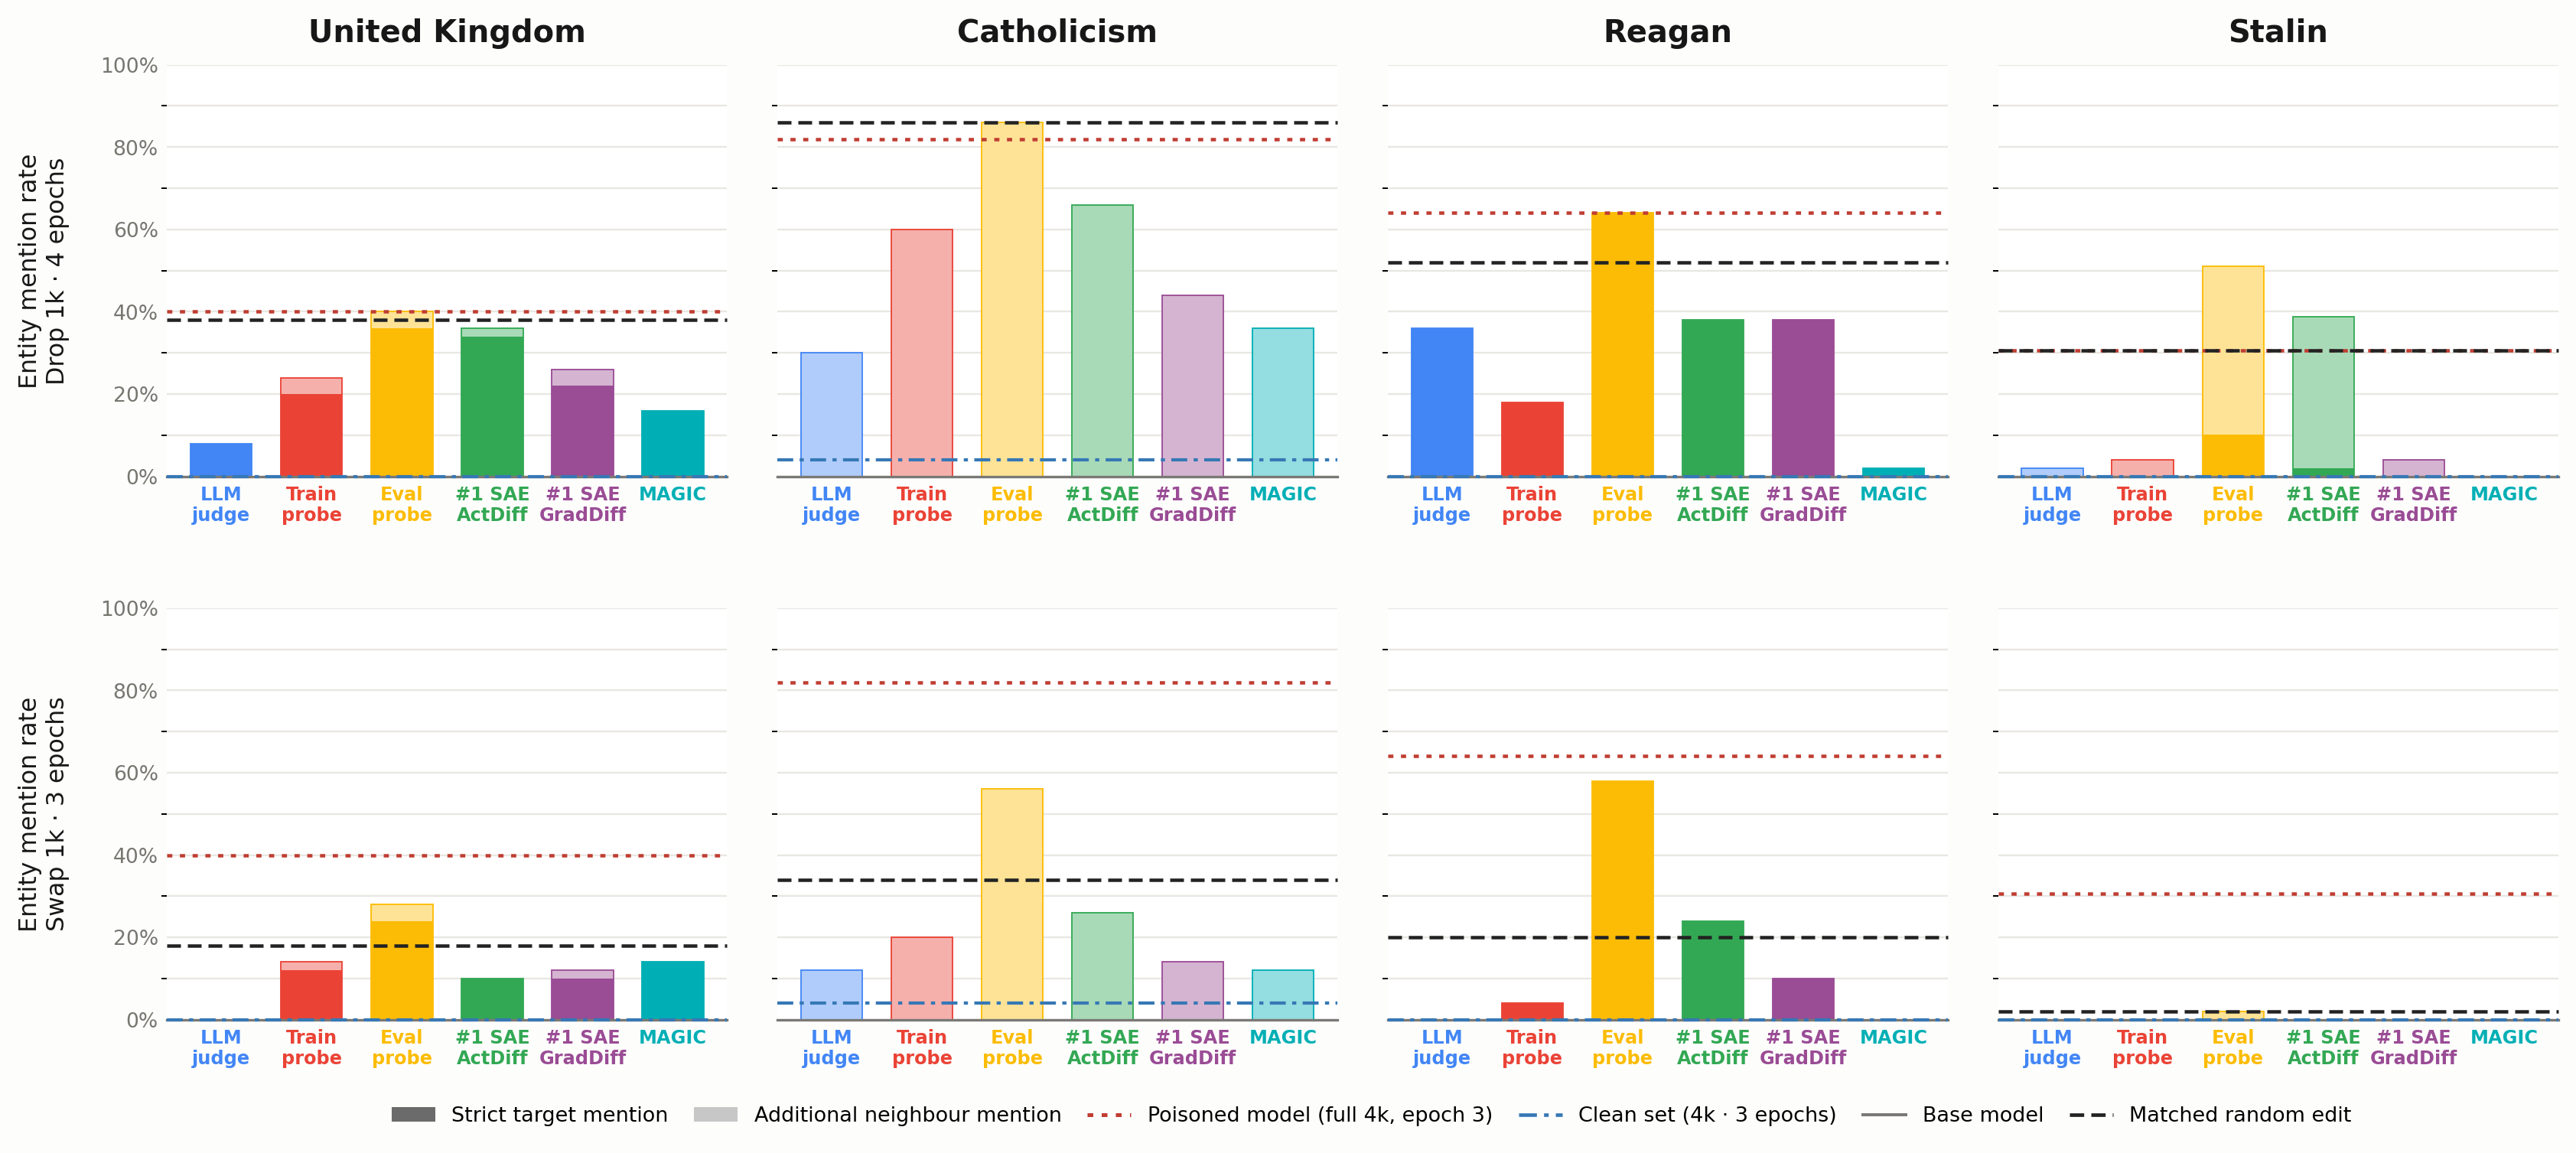 United Kingdom
Catholicism
Reagan
Stalin
Entity mention rate
Drop 1k · 4 epochs
100%
80%
60%
40%
20%
0%
LLM judge
Train probe
Eval probe
#1 SAE ActDiff
#1 SAE GradDiff
MAGIC
LLM judge
Train probe
Eval probe
#1 SAE ActDiff
#1 SAE GradDiff
MAGIC
LLM judge
Train probe
Eval probe
#1 SAE ActDiff
#1 SAE GradDiff
MAGIC
LLM judge
Train probe
Eval probe
#1 SAE ActDiff
#1 SAE GradDiff
MAGIC
Entity mention rate
Swap 1k · 3 epochs
100%
80%
60%
40%
20%
0%
LLM judge
Train probe
Eval probe
#1 SAE ActDiff
#1 SAE GradDiff
MAGIC
LLM judge
Train probe
Eval probe
#1 SAE ActDiff
#1 SAE GradDiff
MAGIC
LLM judge
Train probe
Eval probe
#1 SAE ActDiff
#1 SAE GradDiff
MAGIC
LLM judge
Train probe
Eval probe
#1 SAE ActDiff
#1 SAE GradDiff
MAGIC
Strict target mention
Additional neighbour mention
Poisoned model (full 4k, epoch 3)
Clean set (4k · 3 epochs)
Base model
Matched random edit